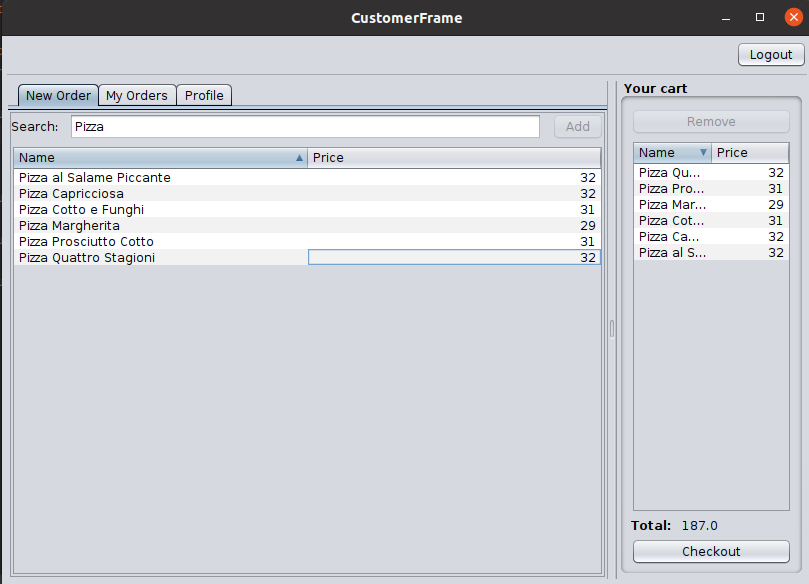 CustomerFrame
Logout
New Order My Orders Profile
Search: Pizza Add
Name Price
Pizza al Salame Piccante 32
Pizza Capricciosa 32
Pizza Cotto e Funghi 31
Pizza Margherita 29
Pizza Prosciutto Cotto 31
Pizza Quattro Stagioni 32
Your cart
Remove
Name Price
Pizza Qu... 32
Pizza Pro... 31
Pizza Mar... 29
Pizza Cot... 31
Pizza Ca... 32
Pizza al S... 32
Total: 187.0
Checkout